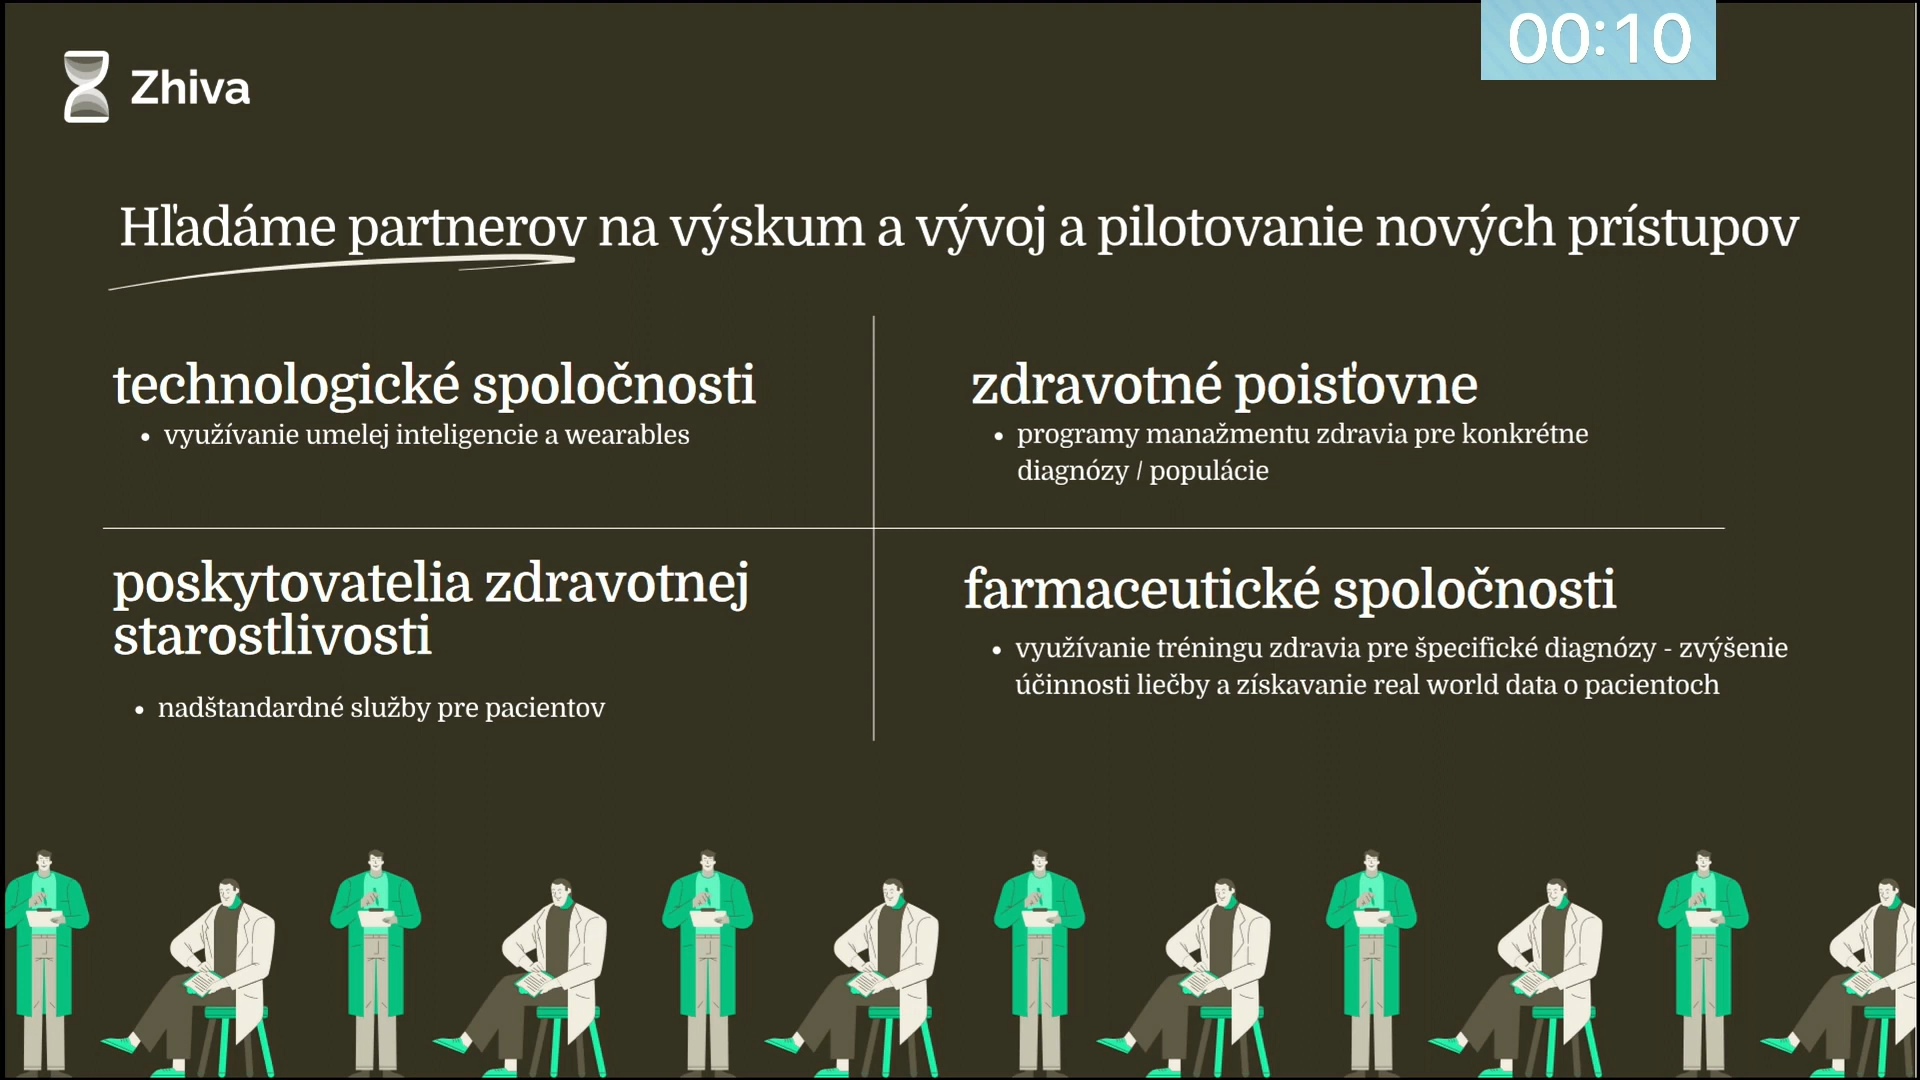 Zhiva
00:10
Hľadáme partnerov na výskum a vývoj a pilotovanie nových prístupov
technologické spoločnosti
• využívanie umelej inteligencie a wearables
zdravotné poisťovne
• programy manažmentu zdravia pre konkrétne
diagnózy / populácie
poskytovatelia zdravotnej
starostlivosti
• nadštandardné služby pre pacientov
farmaceutické spoločnosti
• využívanie tréningu zdravia pre špecifické diagnózy - zvýšenie
účinnosti liečby a získavanie real world data o pacientoch